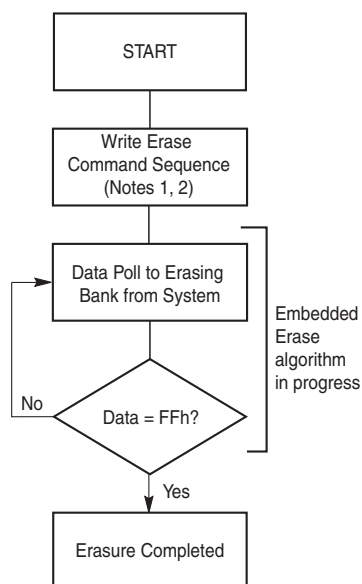 START
Write Erase
Command Sequence
(Notes 1, 2)
Data Poll to Erasing
Bank from System
Embedded
Erase
algorithm
in progress
No
Data = FFh?
Yes
Erasure Completed